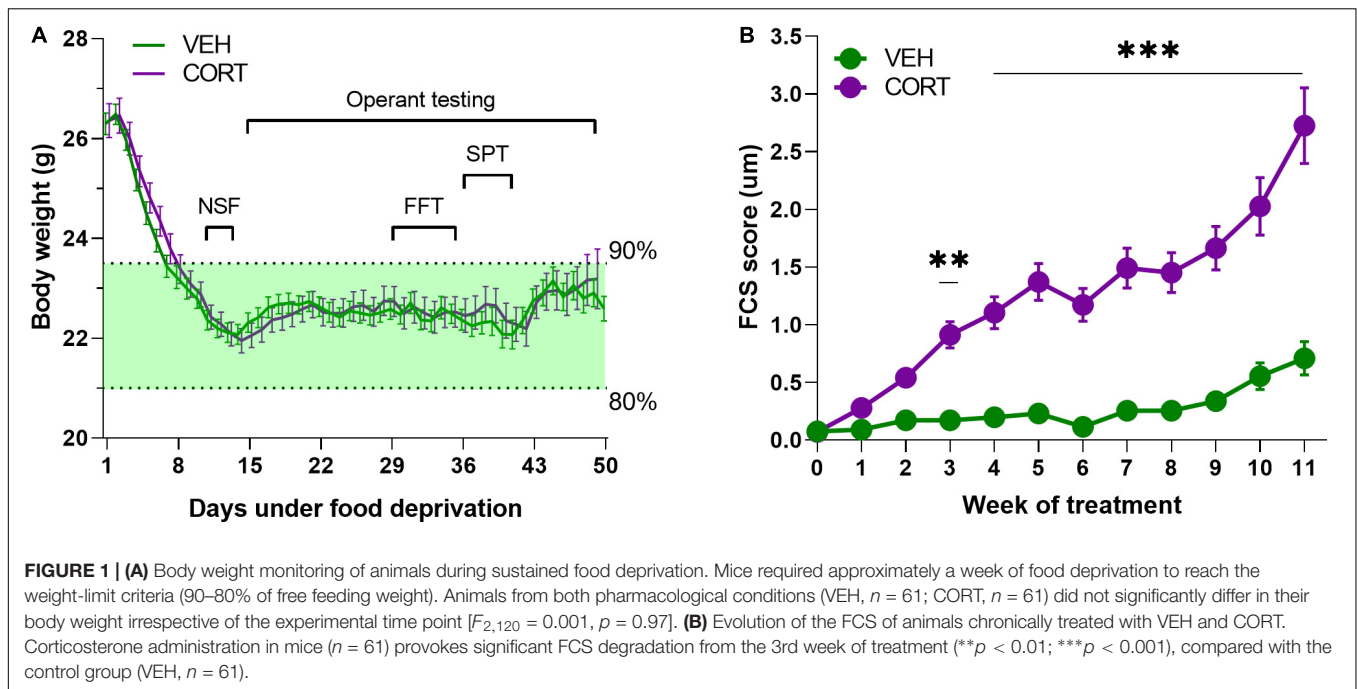 A
28
26
24
22
20
Body weight (g)
VEH
CORT
Operant testing
SPT
NSF
FFT
90%
80%
1 8 15 22 29 36 43 50
Days under food deprivation
B
3.5
3.0
2.5
2.0
1.5
1.0
0.5
0.0
FCS score (um)
VEH
CORT
***
**
0 1 2 3 4 5 6 7 8 9 10 11
Week of treatment
FIGURE 1 | (A) Body weight monitoring of animals during sustained food deprivation. Mice required approximately a week of food deprivation to reach the
weight-limit criteria (90–80% of free feeding weight). Animals from both pharmacological conditions (VEH, n = 61; CORT, n = 61) did not significantly differ in their
body weight irrespective of the experimental time point [F2,120 = 0.001, p = 0.97]. (B) Evolution of the FCS of animals chronically treated with VEH and CORT.
Corticosterone administration in mice (n = 61) provokes significant FCS degradation from the 3rd week of treatment (**p < 0.01; ***p < 0.001), compared with the
control group (VEH, n = 61).